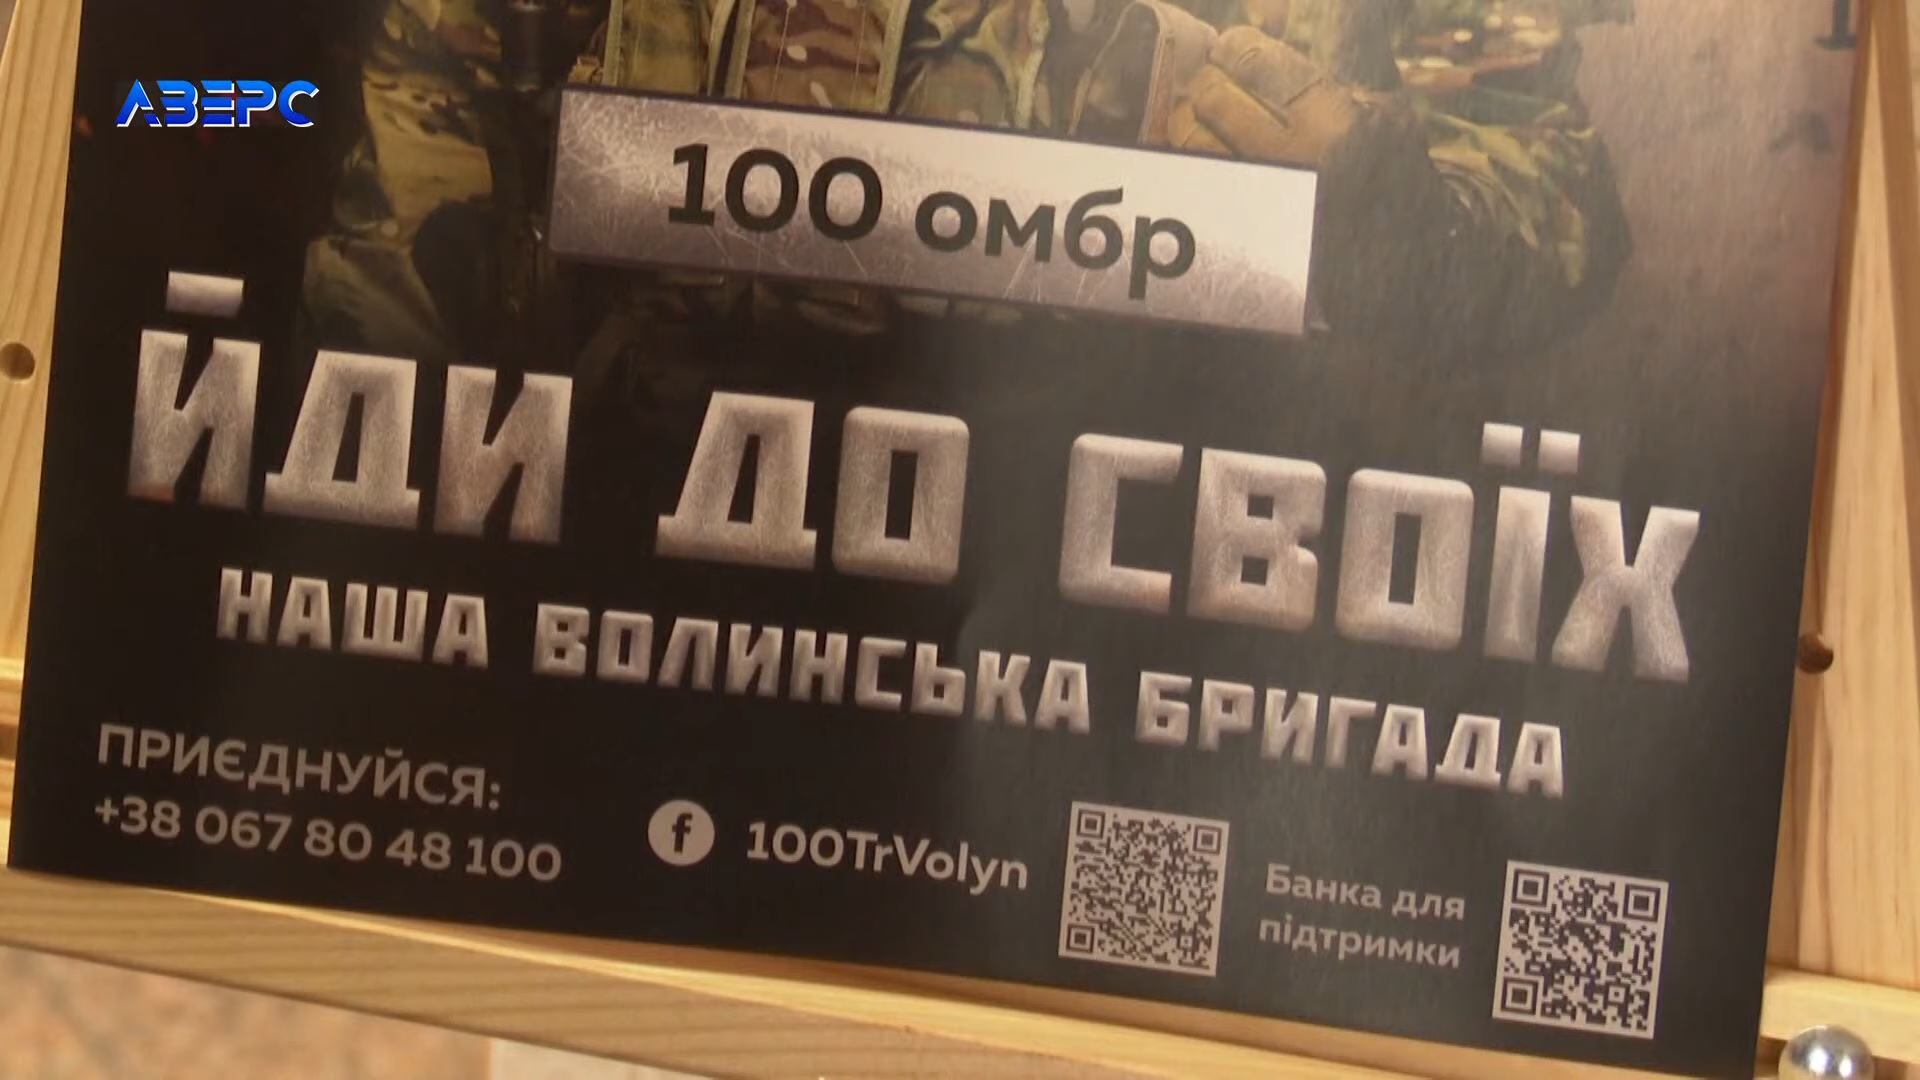 АВЕРС
100 омбр
ЙДИ ДО СВОЇХ
НАША ВОЛИНСЬКА БРИГАДА
ПРИЄДНУЙСЯ:
+38 067 80 48 100
100TrVolyn
Банка для
підтримки